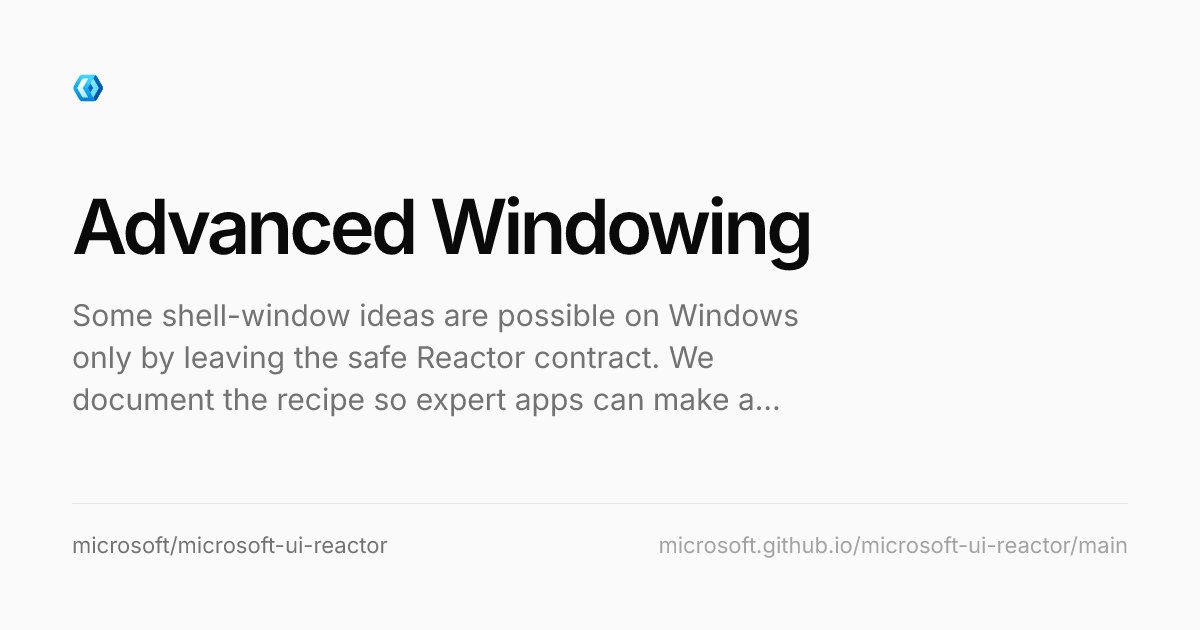 Advanced Windowing
Some shell-window ideas are possible on Windows
only by leaving the safe Reactor contract. We
document the recipe so expert apps can make a...
microsoft/microsoft-ui-reactor
microsoft.github.io/microsoft-ui-reactor/main